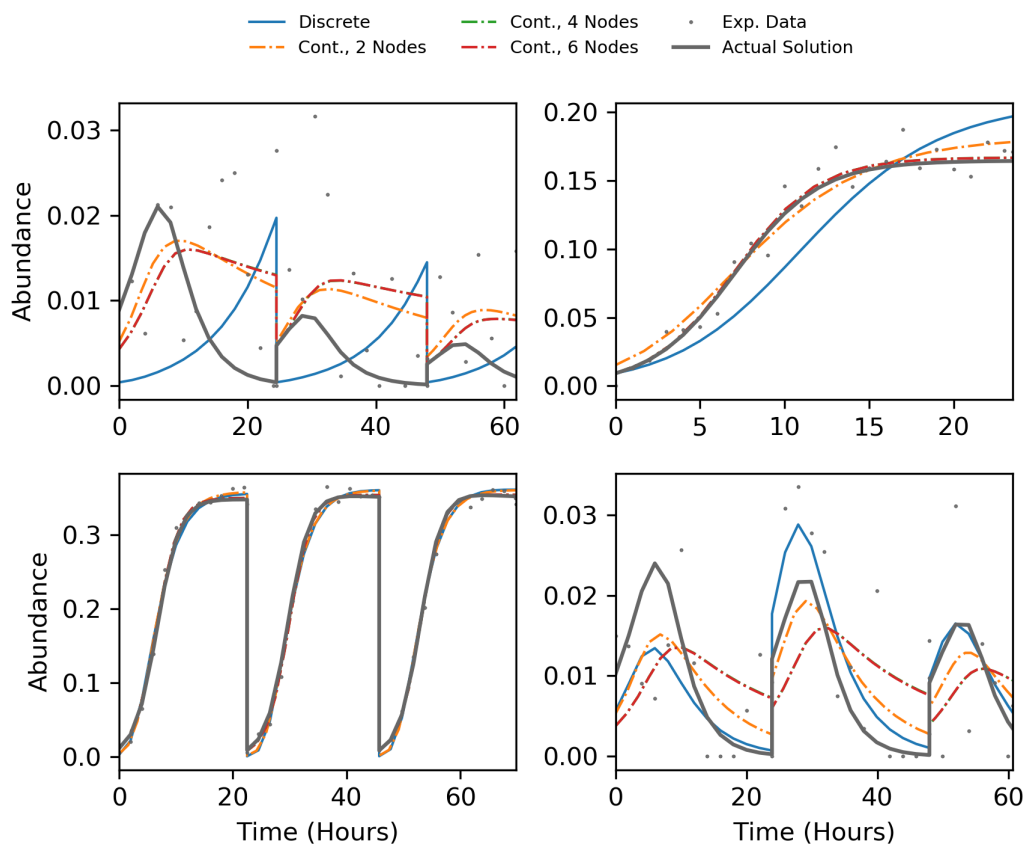 Discrete Cont., 4 Nodes Exp. Data
Cont., 2 Nodes Cont., 6 Nodes Actual Solution
Abundance
0.03
0.02
0.01
0.00
0 20 40 60
0.20
0.15
0.10
0.05
0.00
0 5 10 15 20
Abundance
0.3
0.2
0.1
0.0
0 20 40 60
Time (Hours)
0.03
0.02
0.01
0.00
0 20 40 60
Time (Hours)